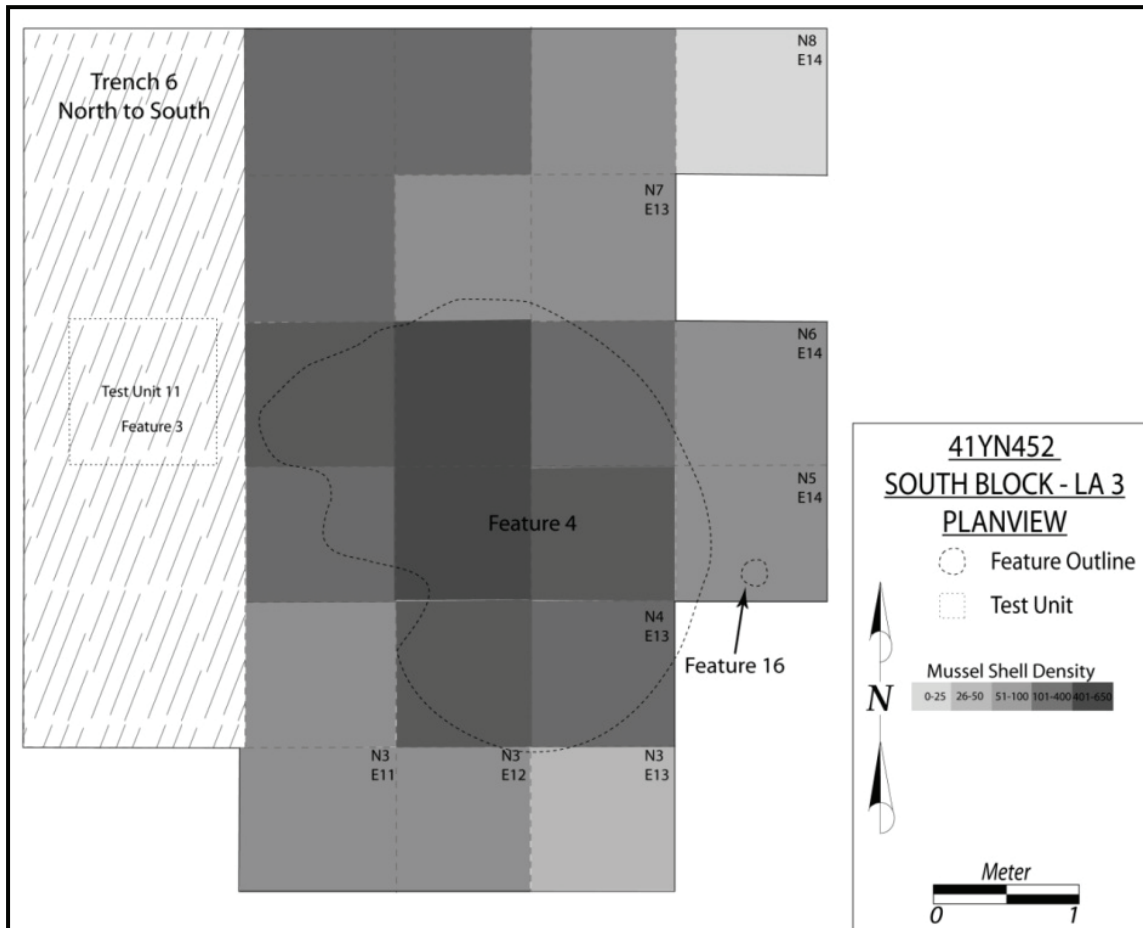 Trench 6
North to South
N8
E14
N7
E13
Test Unit 11
Feature 3
N6
E14
N5
E14
Feature 4
N4
E13
Feature 16
N3
E11
N3
E12
N3
E13
41YN452
SOUTH BLOCK - LA 3
PLANVIEW
Feature Outline
Test Unit
Mussel Shell Density
0-25 26-50 51-100 101-400 401-650
N
Meter
0 1